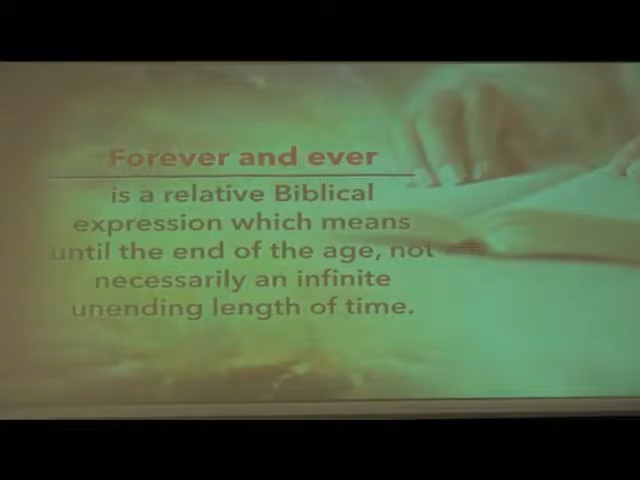 Forever and ever
is a relative Biblical
expression which means
until the end of the age, not
necessarily an infinite
unending length of time.